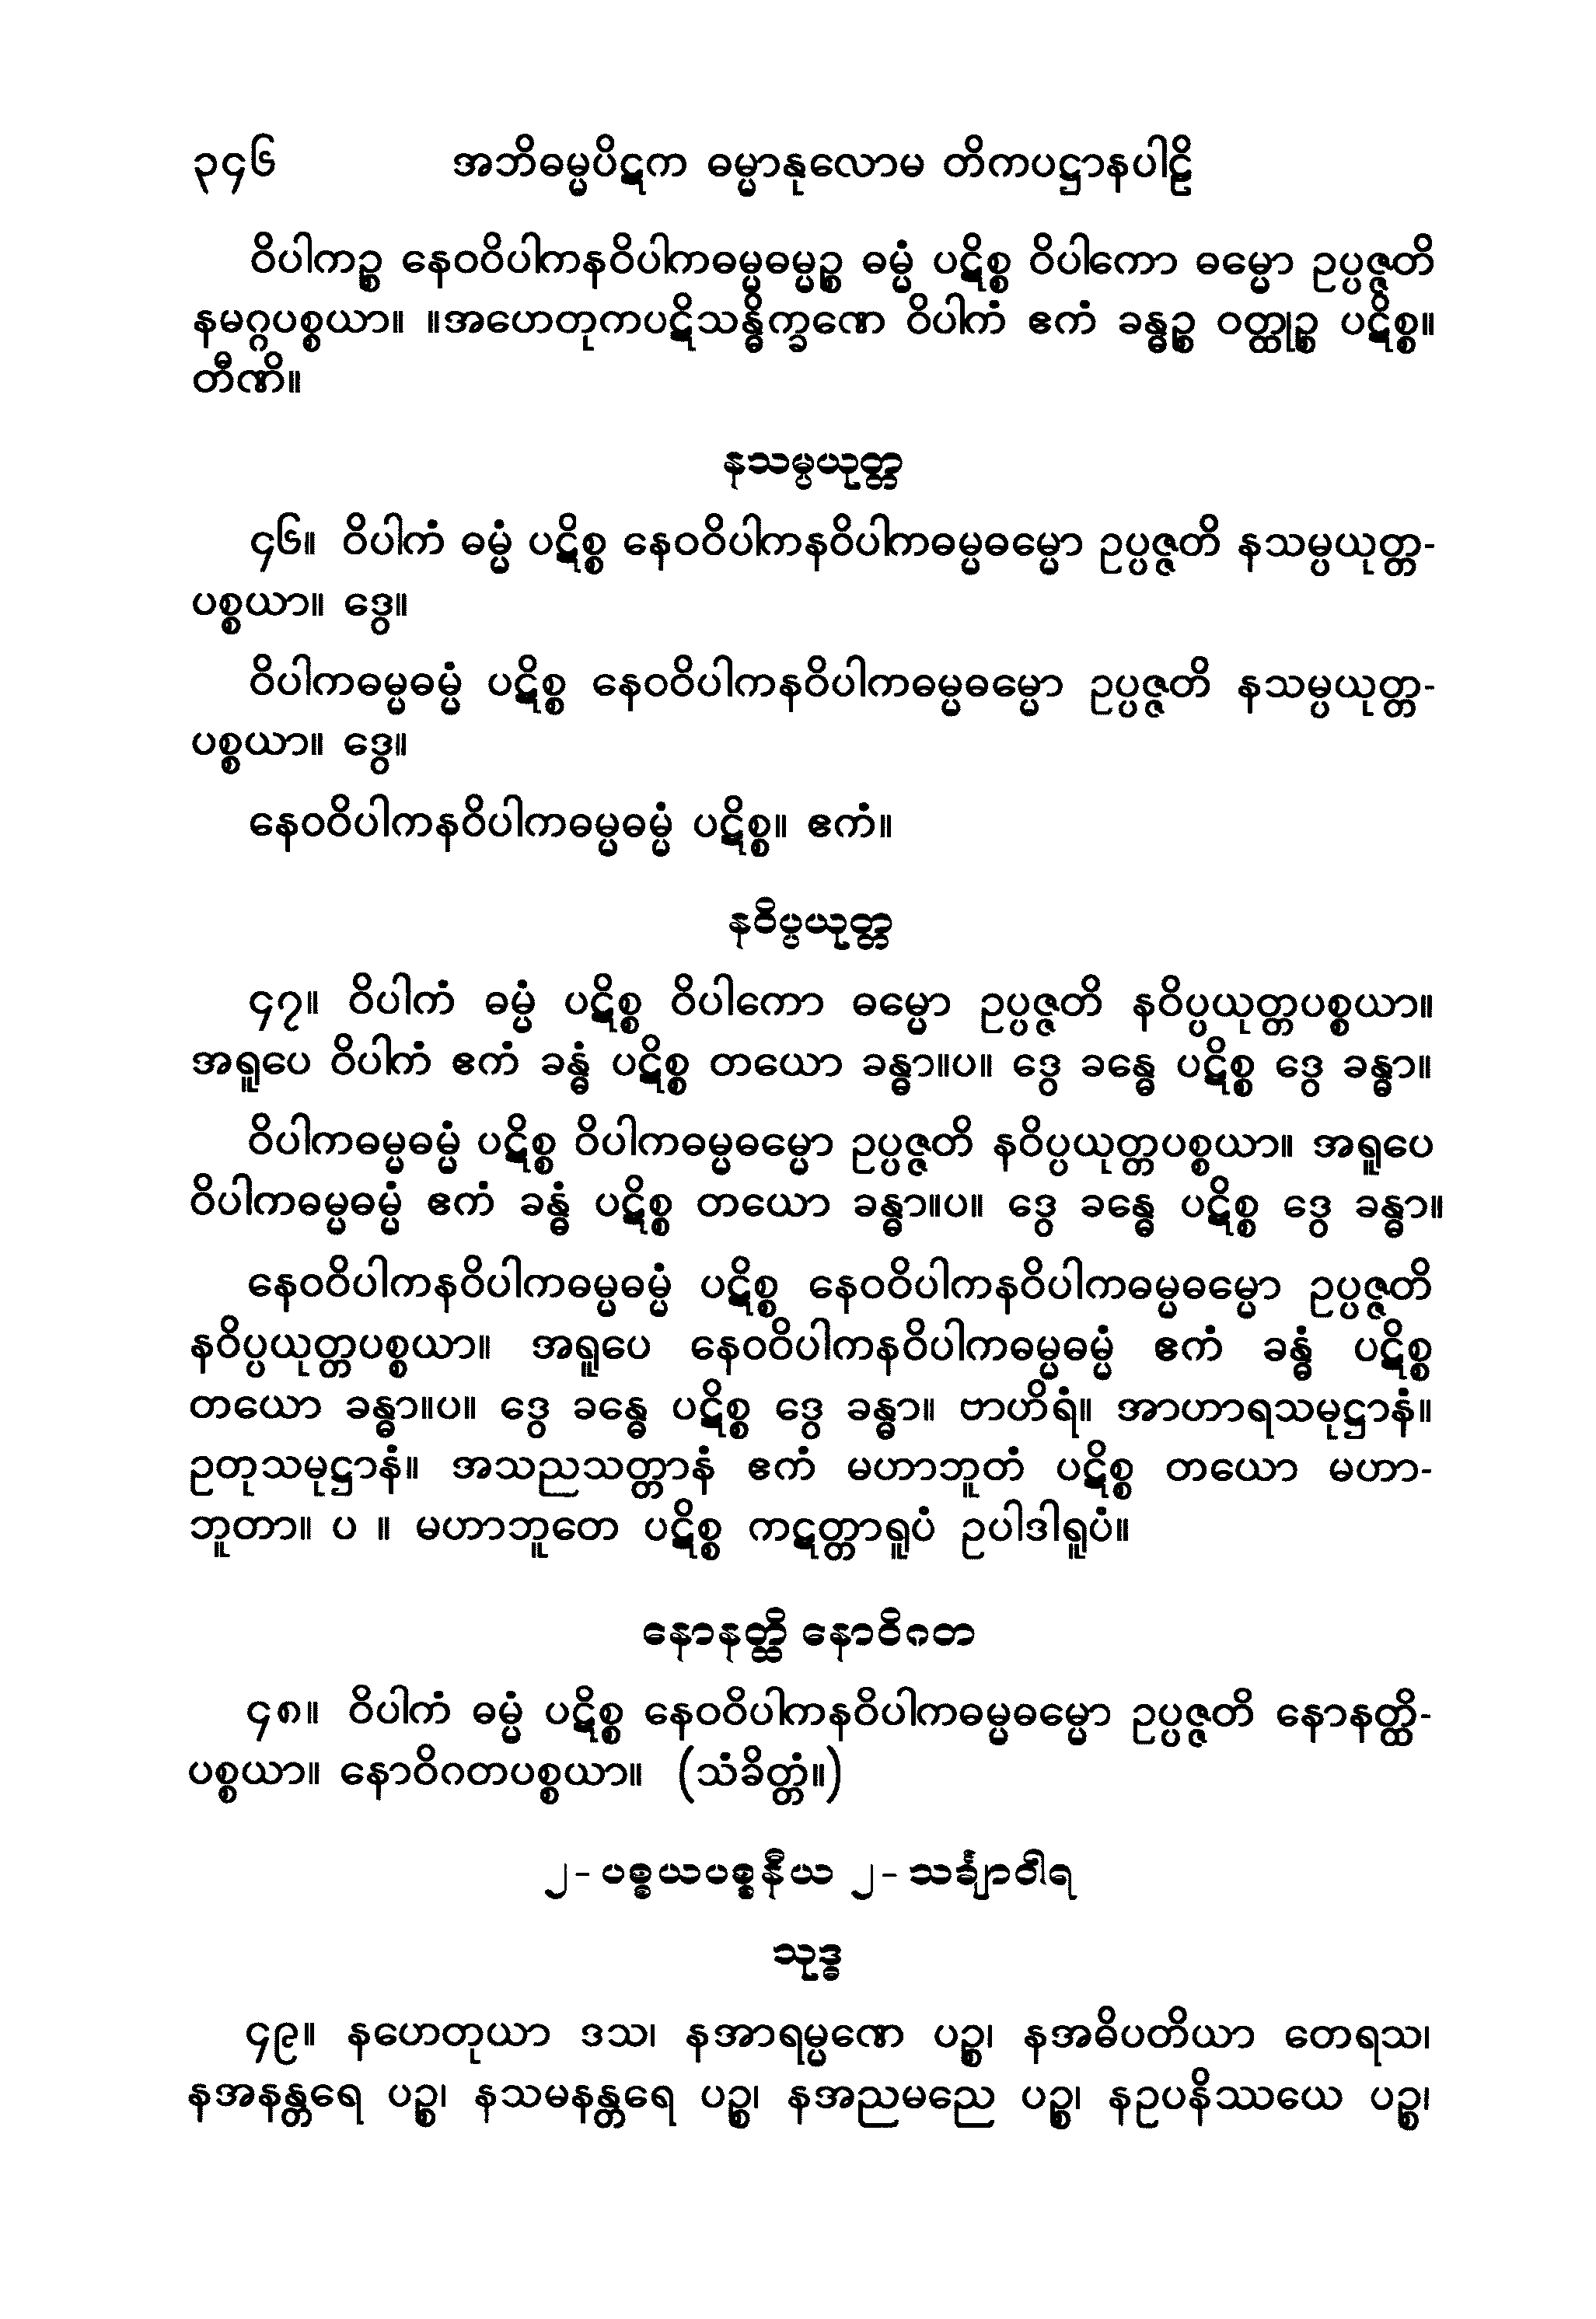 ၃၄၆ အဘိဓမ္မပိဋက ဓမ္မာနုလောမ တိကပဋ္ဌာနပါဠိ
ဝိပါကဉ္စ နေဝဝိပါကနဝိပါကဓမ္မဓမ္မဉ္စ ဓမ္မံ ပဋိစ္စ ဝိပါကော ဓမ္မော ဥပ္ပဇ္ဇတိ
နမဂ္ဂပစ္စယာ။ ။အဟေတုကပဋိသန္ဓိက္ခဏေ ဝိပါကံ ဧကံ ခန္ဓဉ္စ ဝတ္ထုဉ္စ ပဋိစ္စ။
တီဏိ။
နသမ္ပယုတ္တ
၄၆။ ဝိပါကံ ဓမ္မံ ပဋိစ္စ နေဝဝိပါကနဝိပါကဓမ္မဓမ္မော ဥပ္ပဇ္ဇတိ နသမ္ပယုတ္တ-
ပစ္စယာ။ ဒွေ။
ဝိပါကဓမ္မဓမ္မံ ပဋိစ္စ နေဝဝိပါကနဝိပါကဓမ္မဓမ္မော ဥပ္ပဇ္ဇတိ နသမ္ပယုတ္တ-
ပစ္စယာ။ ဒွေ။
နေဝဝိပါကနဝိပါကဓမ္မဓမ္မံ ပဋိစ္စ။ ဧကံ။
နဝိပ္ပယုတ္တ
၄၇။ ဝိပါကံ ဓမ္မံ ပဋိစ္စ ဝိပါကော ဓမ္မော ဥပ္ပဇ္ဇတိ နဝိပ္ပယုတ္တပစ္စယာ။
အရူပေ ဝိပါကံ ဧကံ ခန္ဓံ ပဋိစ္စ တယော ခန္ဓာ။ပ။ ဒွေ ခန္ဓေ ပဋိစ္စ ဒွေ ခန္ဓာ။
ဝိပါကဓမ္မဓမ္မံ ပဋိစ္စ ဝိပါကဓမ္မဓမ္မော ဥပ္ပဇ္ဇတိ နဝိပ္ပယုတ္တပစ္စယာ။ အရူပေ
ဝိပါကဓမ္မဓမ္မံ ဧကံ ခန္ဓံ ပဋိစ္စ တယော ခန္ဓာ။ပ။ ဒွေ ခန္ဓေ ပဋိစ္စ ဒွေ ခန္ဓာ။
နေဝဝိပါကနဝိပါကဓမ္မဓမ္မံ ပဋိစ္စ နေဝဝိပါကနဝိပါကဓမ္မဓမ္မော ဥပ္ပဇ္ဇတိ
နဝိပ္ပယုတ္တပစ္စယာ။ အရူပေ နေဝဝိပါကနဝိပါကဓမ္မဓမ္မံ ဧကံ ခန္ဓံ ပဋိစ္စ
တယော ခန္ဓာ။ပ။ ဒွေ ခန္ဓေ ပဋိစ္စ ဒွေ ခန္ဓာ။ ဗာဟိရံ။ အာဟာရသမုဋ္ဌာနံ။
ဥတုသမုဋ္ဌာနံ။ အသညသတ္တာနံ ဧကံ မဟာဘူတံ ပဋိစ္စ တယော မဟာ-
ဘူတာ။ ပ ။ မဟာဘူတေ ပဋိစ္စ ကဋတ္တာရူပံ ဥပါဒါရူပံ။
နောနတ္ထိ နောဝိဂတ
၄၈။ ဝိပါကံ ဓမ္မံ ပဋိစ္စ နေဝဝိပါကနဝိပါကဓမ္မဓမ္မော ဥပ္ပဇ္ဇတိ နောနတ္ထိ-
ပစ္စယာ။ နောဝိဂတပစ္စယာ။ (သံခိတ္တံ။)
၂- ပစ္စယပစ္စနီယ ၂- သင်္ချာဝါရ
သုဒ္ဓ
၄၉။ နဟေတုယာ ဒသ၊ နအာရမ္မဏေ ပဉ္စ၊ နအဓိပတိယာ တေရသ၊
နအနန္တရေ ပဉ္စ၊ နသမနန္တရေ ပဉ္စ၊ နအညမညေ ပဉ္စ၊ နဥပနိဿယေ ပဉ္စ၊